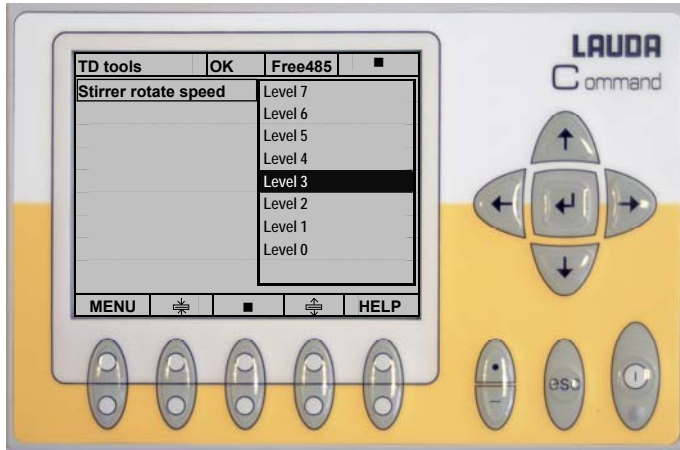 LAUDA
Command
TD tools OK Free485 ■
Stirrer rotate speed
Level 7
Level 6
Level 5
Level 4
Level 3
Level 2
Level 1
Level 0
MENU ■ HELP
esc